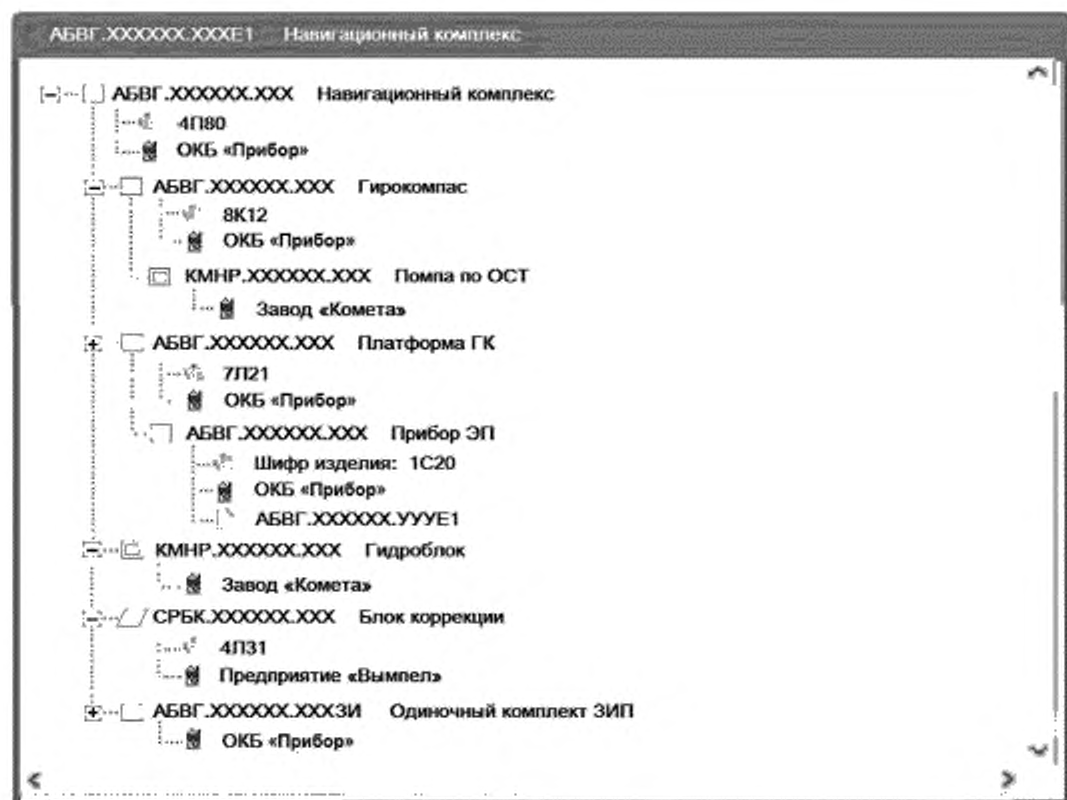 АБВГ.XXXXXX.XXXЕ1 Навигационный комплекс
АБВГ.XXXXXX.XXX Навигационный комплекс
4П80
ОКБ «Прибор»
АБВГ.XXXXXX.XXX Гирокомпас
8К12
ОКБ «Прибор»
КМНР.XXXXXX.XXX Помпа по ОСТ
Завод «Комета»
АБВГ.XXXXXX.XXX Платформа ГК
7Л21
ОКБ «Прибор»
АБВГ.XXXXXX.XXX Прибор ЭП
Шифр изделия: 1С20
ОКБ «Прибор»
АБВГ.XXXXXX.УУУЕ1
КМНР.XXXXXX.XXX Гидроблок
Завод «Комета»
СРБК.XXXXXX.XXX Блок коррекции
4Л31
Предприятие «Вымпел»
АБВГ.XXXXXX.XXXЗИ Одиночный комплект ЗИП
ОКБ «Прибор»